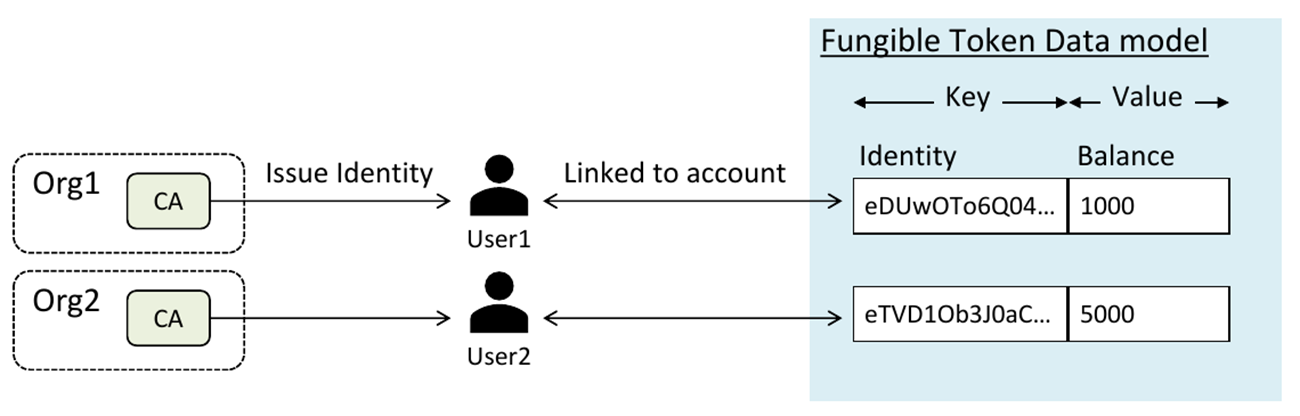 Fungible Token Data model
Key
Value
Identity
Balance
Org1
CA
Issue Identity
User1
Linked to account
eDUwOTo6Q04...
1000
Org2
CA
User2
eTVD1Ob3J0aC...
5000